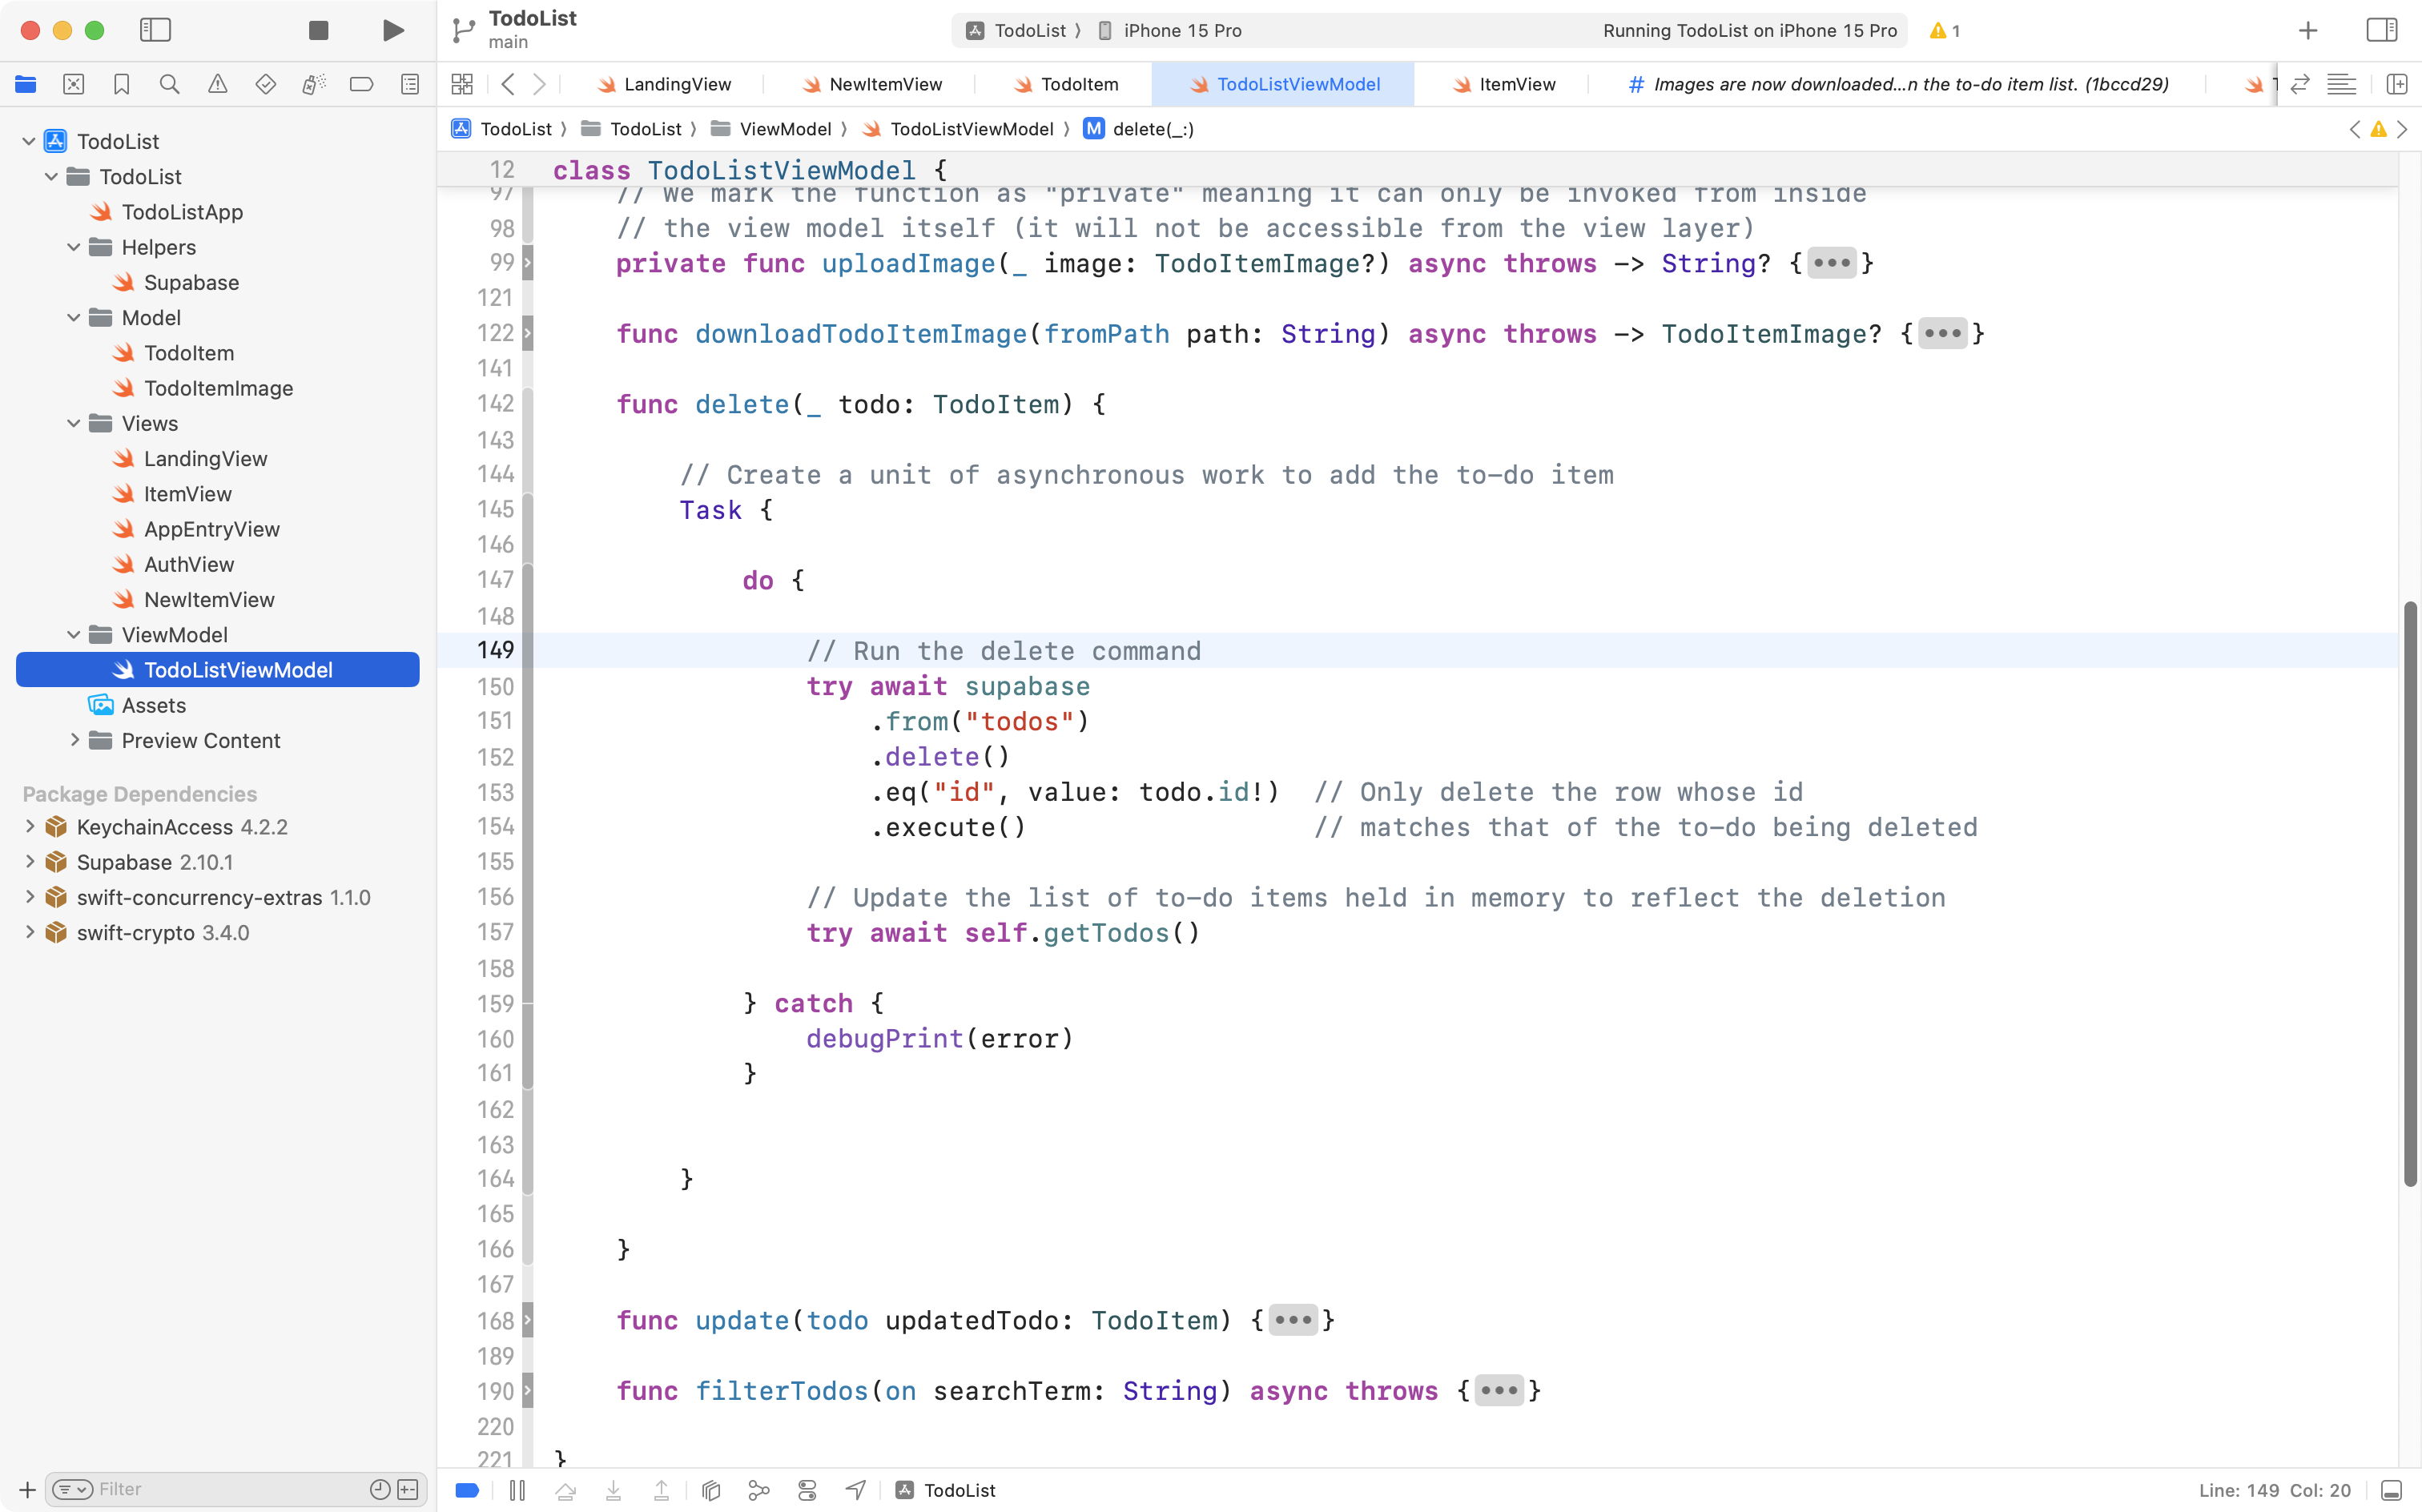 TodoList
main
TodoList 〉 iPhone 15 Pro
Running TodoList on iPhone 15 Pro
1
LandingView
NewItemView
TodoItem
TodoListViewModel
ItemView
# Images are now downloaded...n the to-do item list. (1bccd29)
TodoList 〉 TodoList 〉 ViewModel 〉 TodoListViewModel 〉 M delete(_:)
TodoList
TodoList
TodoListApp
Helpers
Supabase
Model
TodoItem
TodoItemImage
Views
LandingView
ItemView
AppEntryView
AuthView
NewItemView
ViewModel
TodoListViewModel
Assets
Preview Content
Package Dependencies
KeychainAccess 4.2.2
Supabase 2.10.1
swift-concurrency-extras 1.1.0
swift-crypto 3.4.0
Filter
12 class TodoListViewModel {
97 // We mark the function as "private" meaning it can only be invoked from inside
98 // the view model itself (it will not be accessible from the view layer)
99 private func uploadImage(_ image: TodoItemImage?) async throws -> String? {•••}
121
122 func downloadTodoItemImage(fromPath path: String) async throws -> TodoItemImage? {•••}
141
142 func delete(_ todo: TodoItem) {
143
144 // Create a unit of asynchronous work to add the to-do item
145 Task {
146
147 do {
148
149 // Run the delete command
150 try await supabase
151 .from("todos")
152 .delete()
153 .eq("id", value: todo.id!) // Only delete the row whose id
154 .execute() // matches that of the to-do being deleted
155
156 // Update the list of to-do items held in memory to reflect the deletion
157 try await self.getTodos()
158
159 } catch {
160 debugPrint(error)
161 }
162
163
164 }
165
166 }
167
168 func update(todo updatedTodo: TodoItem) {•••}
189
190 func filterTodos(on searchTerm: String) async throws {•••}
220
221 }
TodoList
Line: 149 Col: 20